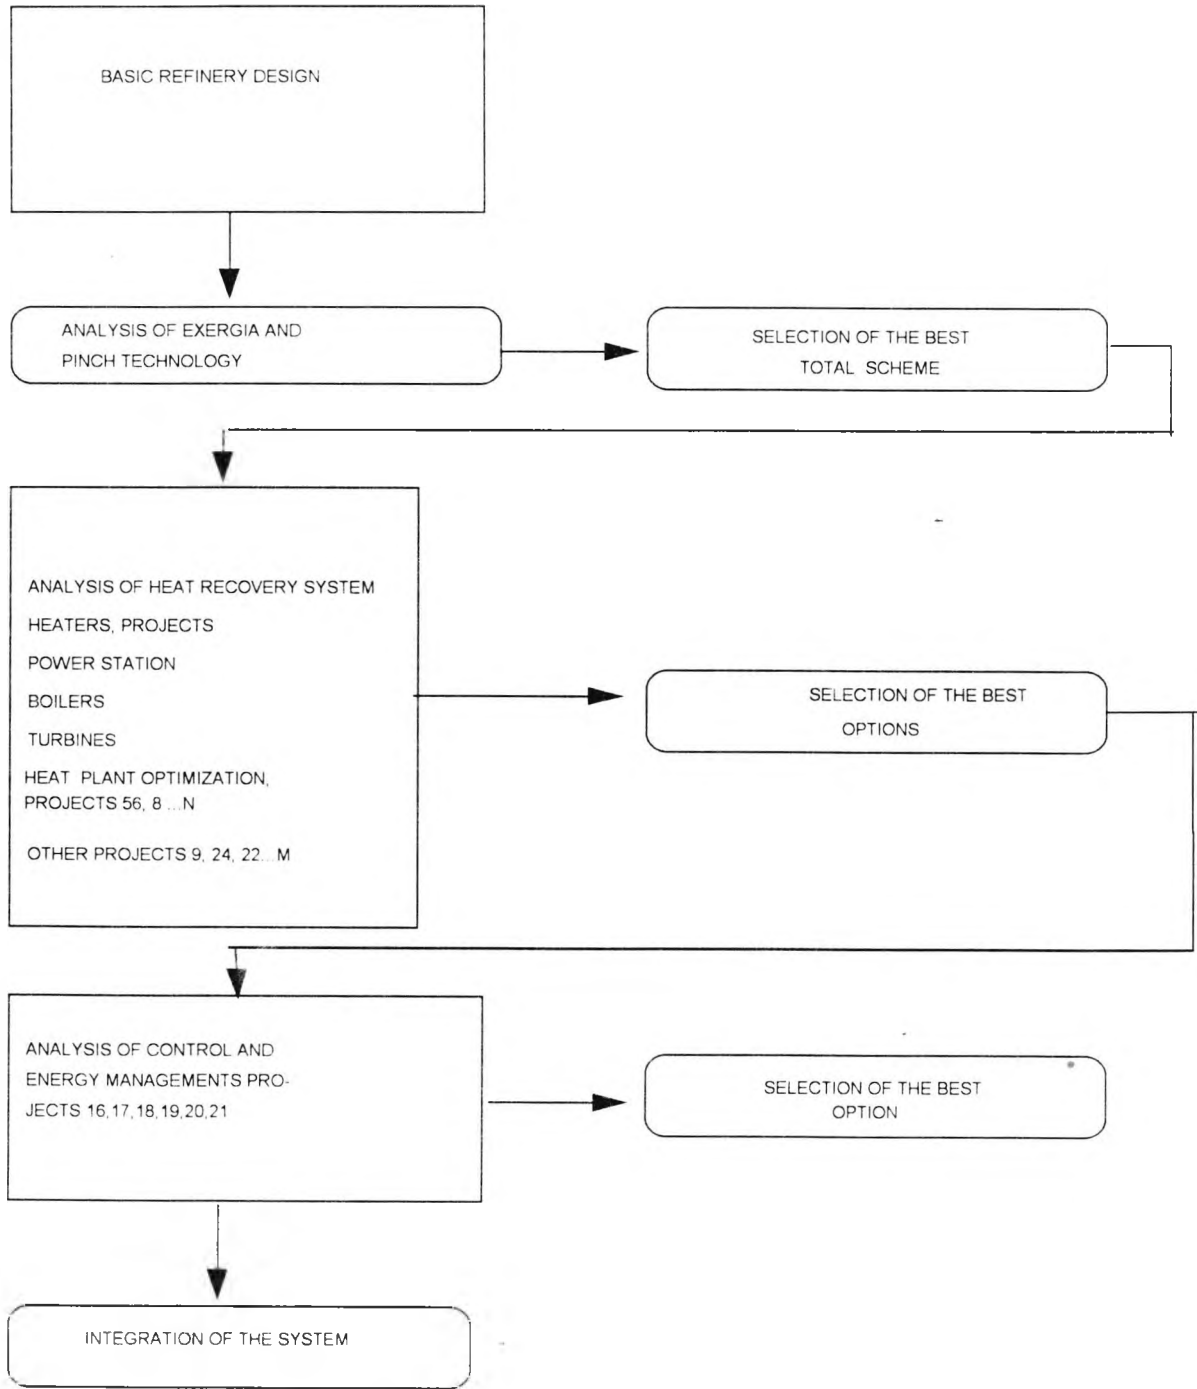 BASIC REFINERY DESIGN
ANALYSIS OF EXERGIA AND
PINCH TECHNOLOGY
SELECTION OF THE BEST
TOTAL SCHEME
ANALYSIS OF HEAT RECOVERY SYSTEM
HEATERS, PROJECTS
POWER STATION
BOILERS
TURBINES
HEAT PLANT OPTIMIZATION,
PROJECTS 56, 8 ...N
OTHER PROJECTS 9, 24, 22...M
SELECTION OF THE BEST
OPTIONS
ANALYSIS OF CONTROL AND
ENERGY MANAGEMENTS PRO-
JECTS 16,17,18,19,20,21
SELECTION OF THE BEST
OPTION
INTEGRATION OF THE SYSTEM